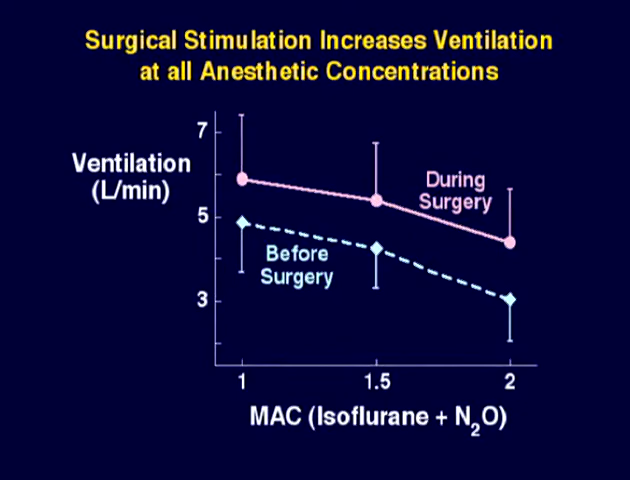 Surgical Stimulation Increases Ventilation
at all Anesthetic Concentrations
Ventilation
(L/min)
7
5
3
During
Surgery
Before
Surgery
1 1.5 2
MAC (Isoflurane + N₂O)